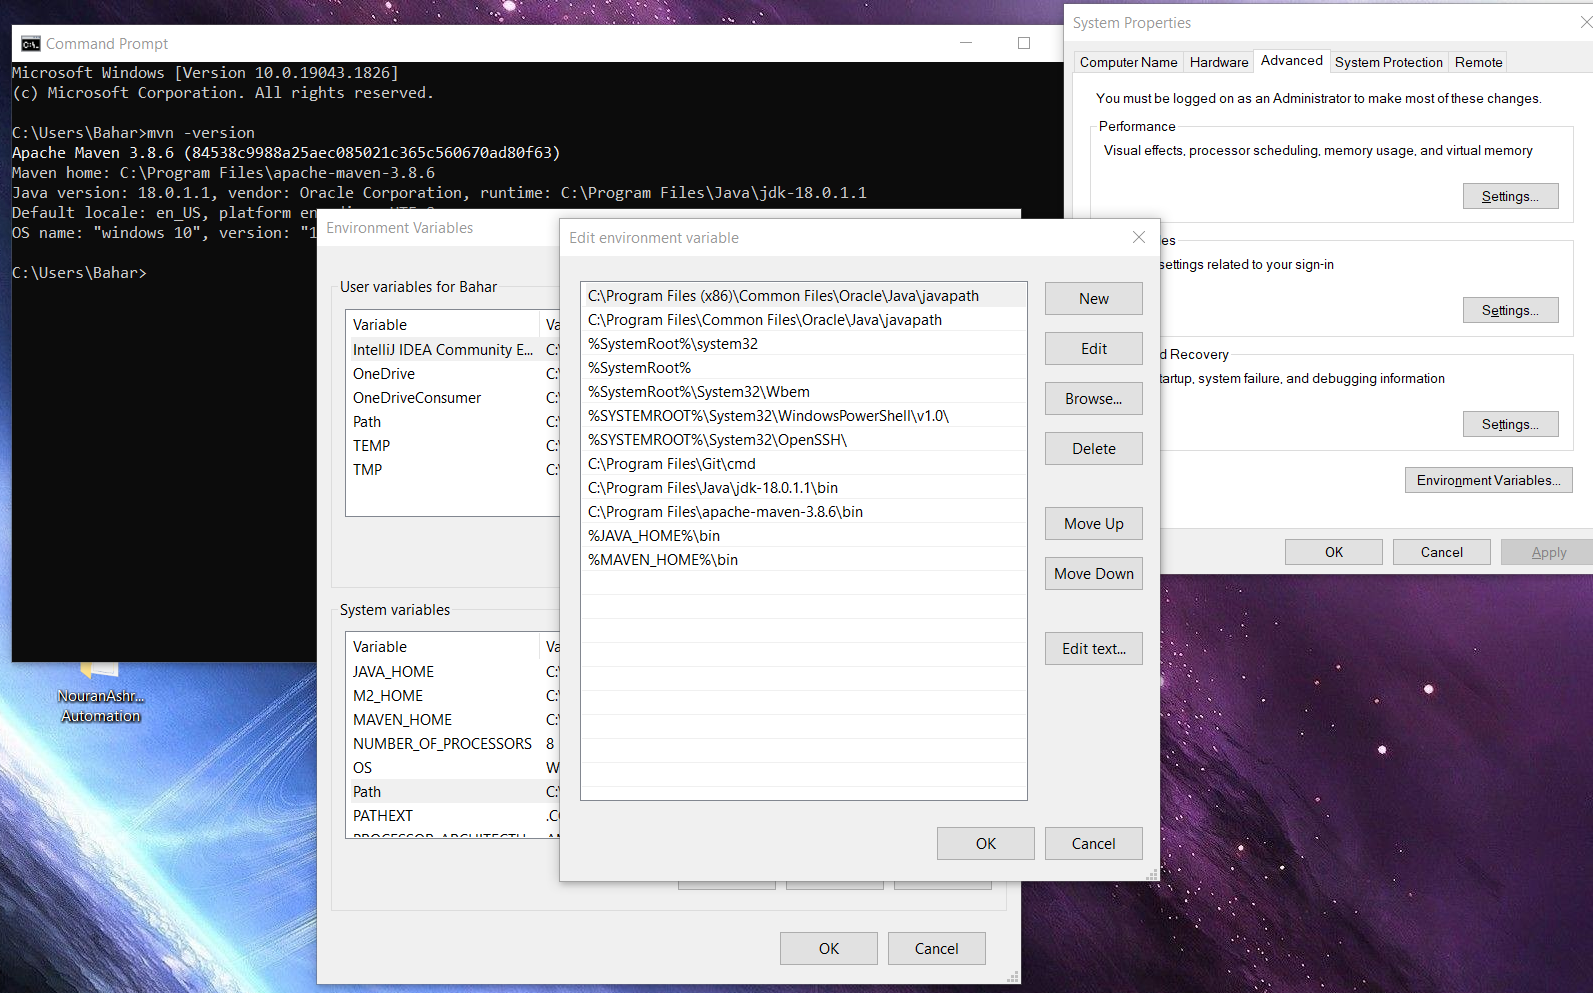 Command Prompt
Microsoft Windows [Version 10.0.19043.1826]
(c) Microsoft Corporation. All rights reserved.
C:\Users\Bahar>mvn -version
Apache Maven 3.8.6 (84538c9988a25aec085021c365c560670ad80f63)
Maven home: C:\Program Files\apache-maven-3.8.6
Java version: 18.0.1.1, vendor: Oracle Corporation, runtime: C:\Program Files\Java\jdk-18.0.1.1
Default locale: en_US, platform en
OS name: "windows 10", version: "1
C:\Users\Bahar>
NouranAshr...
Automation
Environment Variables
User variables for Bahar
Variable Va
IntelliJ IDEA Community E... C:\
OneDrive C:\
OneDriveConsumer C:\
Path C:\
TEMP C:\
TMP C:\
System variables
Variable Va
JAVA_HOME C:\
M2_HOME C:\
MAVEN_HOME C:\
NUMBER_OF_PROCESSORS 8
OS W
Path C:\
PATHEXT .CO
OK Cancel
Edit environment variable
C:\Program Files (x86)\Common Files\Oracle\Java\javapath
C:\Program Files\Common Files\Oracle\Java\javapath
%SystemRoot%\system32
%SystemRoot%
%SystemRoot%\System32\Wbem
%SYSTEMROOT%\System32\WindowsPowerShell\v1.0\
%SYSTEMROOT%\System32\OpenSSH\
C:\Program Files\Git\cmd
C:\Program Files\Java\jdk-18.0.1.1\bin
C:\Program Files\apache-maven-3.8.6\bin
%JAVA_HOME%\bin
%MAVEN_HOME%\bin
New
Edit
Browse...
Delete
Move Up
Move Down
Edit text...
OK Cancel
System Properties
Computer Name Hardware Advanced System Protection Remote
You must be logged on as an Administrator to make most of these changes.
Performance
Visual effects, processor scheduling, memory usage, and virtual memory
Settings...
es
settings related to your sign-in
Settings...
d Recovery
tartup, system failure, and debugging information
Settings...
Environment Variables...
OK Cancel Apply